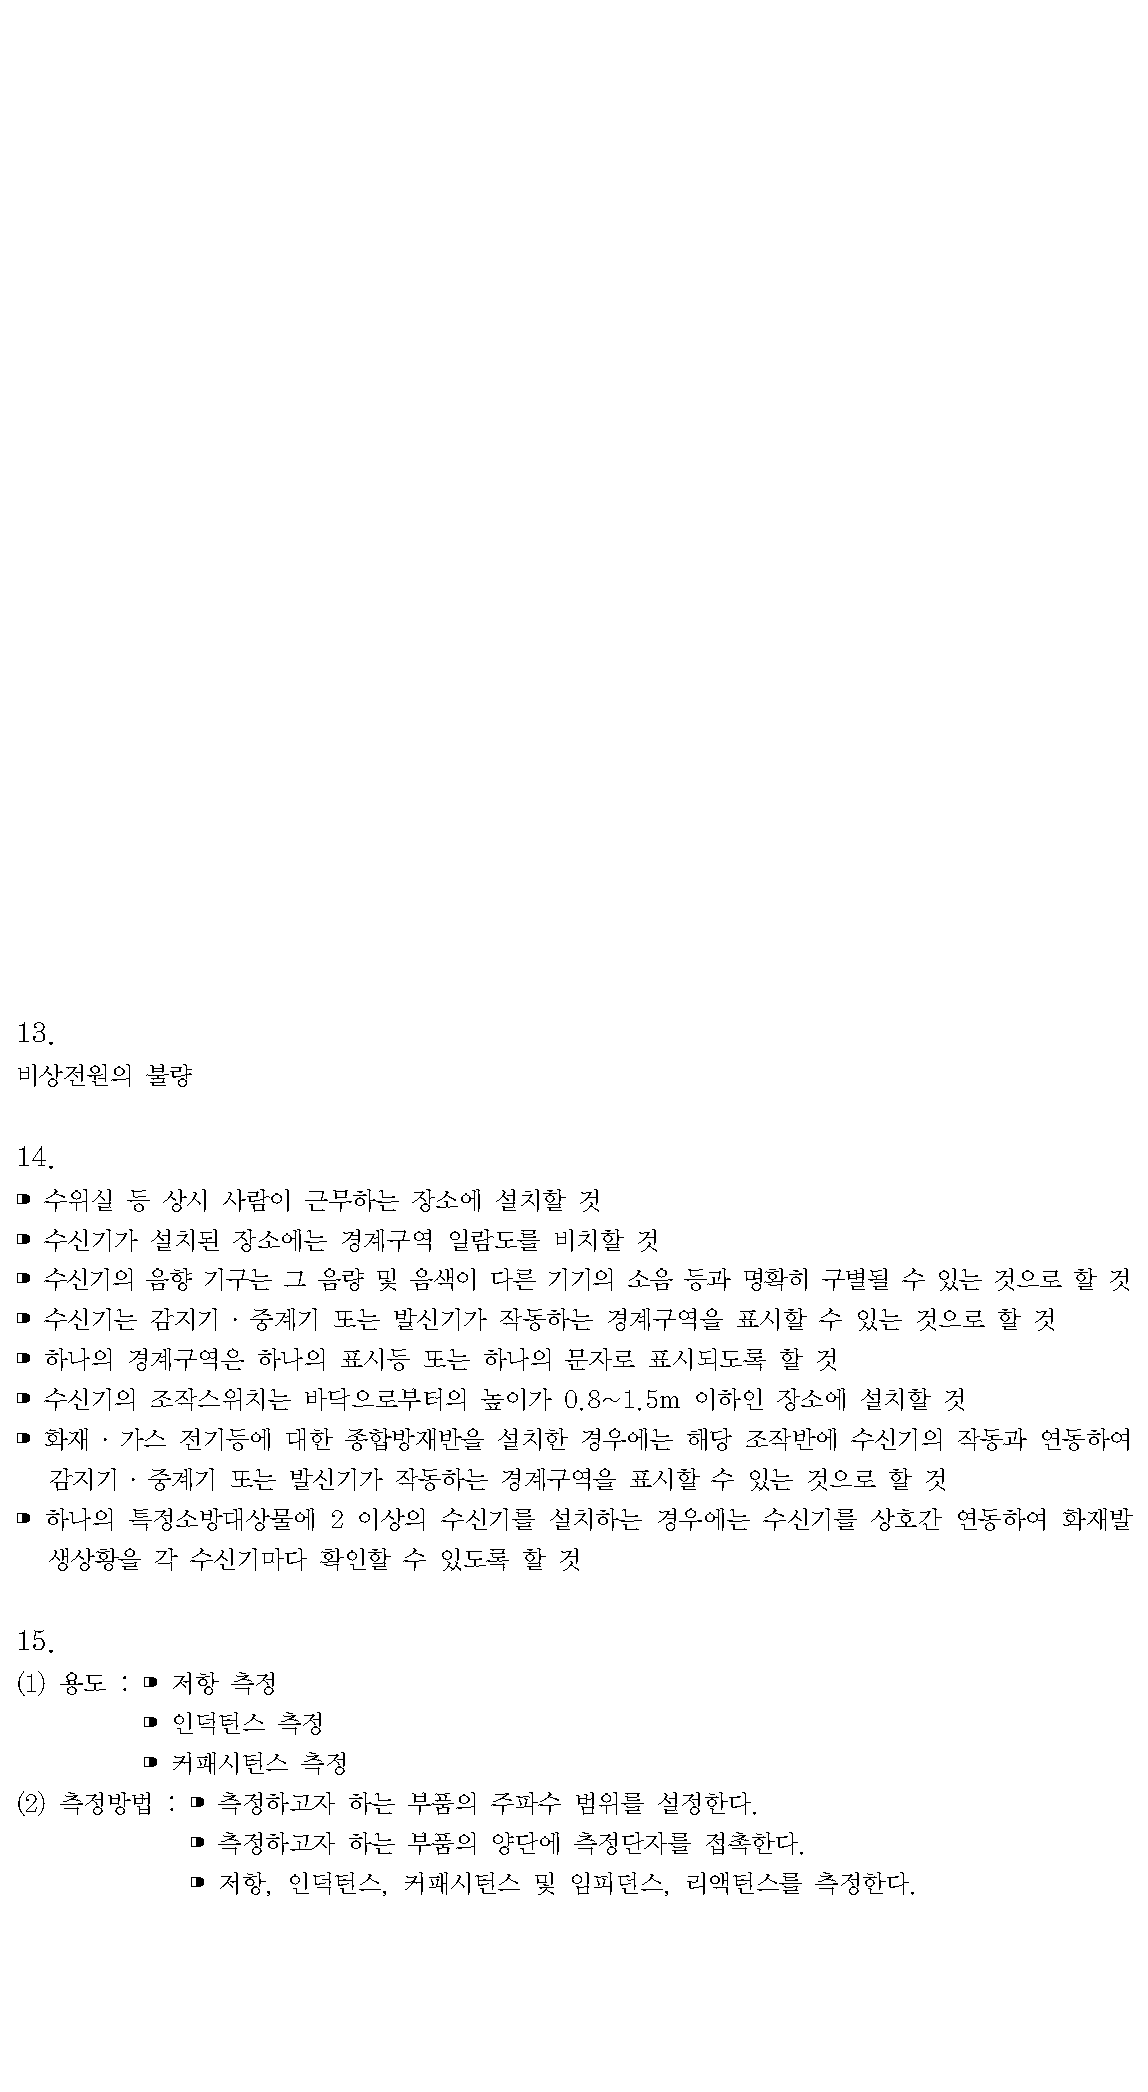 13.
비상전원의 불량
14.
➊ 수위실 등 상시 사람이 근무하는 장소에 설치할 것
➊ 수신기가 설치된 장소에는 경계구역 일람도를 비치할 것
➊ 수신기의 음향 기구는 그 음량 및 음색이 다른 기기의 소음 등과 명확히 구별될 수 있는 것으로 할 것
➊ 수신기는 감지기 · 중계기 또는 발신기가 작동하는 경계구역을 표시할 수 있는 것으로 할 것
➊ 하나의 경계구역은 하나의 표시등 또는 하나의 문자로 표시되도록 할 것
➊ 수신기의 조작스위치는 바닥으로부터의 높이가 0.8~1.5m 이하인 장소에 설치할 것
➊ 화재 · 가스 전기등에 대한 종합방재반을 설치한 경우에는 해당 조작반에 수신기의 작동과 연동하여
감지기 · 중계기 또는 발신기가 작동하는 경계구역을 표시할 수 있는 것으로 할 것
➊ 하나의 특정소방대상물에 2 이상의 수신기를 설치하는 경우에는 수신기를 상호간 연동하여 화재발
생상황을 각 수신기마다 확인할 수 있도록 할 것
15.
(1) 용도 : ➊ 저항 측정
➊ 인덕턴스 측정
➊ 커패시턴스 측정
(2) 측정방법 : ➊ 측정하고자 하는 부품의 주파수 범위를 설정한다.
➊ 측정하고자 하는 부품의 양단에 측정단자를 접촉한다.
➊ 저항, 인덕턴스, 커패시턴스 및 임피던스, 리액턴스를 측정한다.